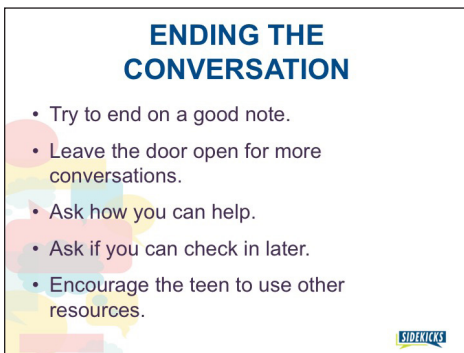 ENDING THE
CONVERSATION
• Try to end on a good note.
• Leave the door open for more
conversations.
• Ask how you can help.
• Ask if you can check in later.
• Encourage the teen to use other
resources.
SIDEKICKS